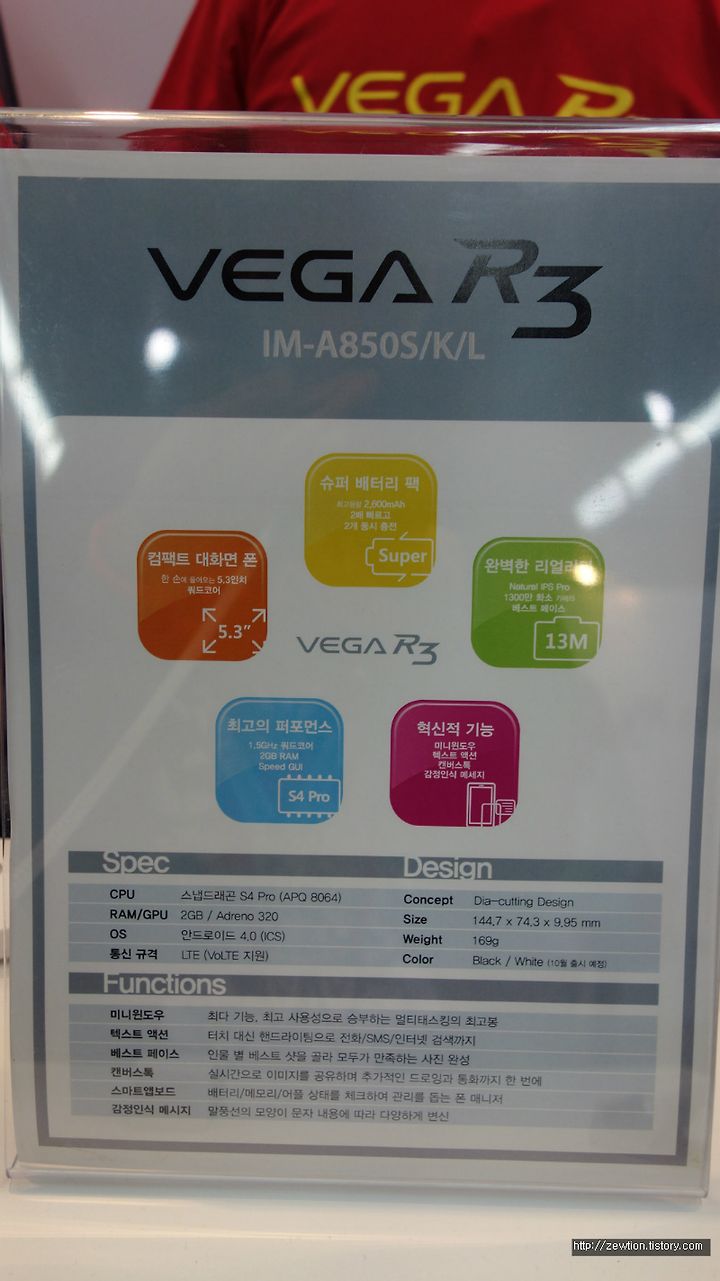 VEGA R
VEGA R3
IM-A850S/K/L
슈퍼 배터리 팩
최고용량 2,600mAh
2배 빠르고
2개 동시 충전
Super
컴팩트 대화면 폰
한 손에 들어오는 5.3인치
쿼드코어
5.3"
완벽한 리얼리
Natural IPS Pro
1300만 화소 카메라
베스트 페이스
13M
VEGA R3
최고의 퍼포먼스
1.5GHz 쿼드코어
2GB RAM
Speed GUI
S4 Pro
혁신적 기능
미니윈도우
텍스트 액션
캔버스톡
감정인식 메세지
Spec
CPU 스냅드래곤 S4 Pro (APQ 8064)
RAM/GPU 2GB / Adreno 320
OS 안드로이드 4.0 (ICS)
통신 규격 LTE (VoLTE 지원)
Design
Concept Dia-cutting Design
Size 144.7 x 74.3 x 9.95 mm
Weight 169g
Color Black / White (10월 출시 예정)
Functions
미니윈도우 최다 기능, 최고 사용성으로 승부하는 멀티태스킹의 최고봉
텍스트 액션 터치 대신 핸드라이팅으로 전화/SMS/인터넷 검색까지
베스트 페이스 인물 별 베스트 샷을 골라 모두가 만족하는 사진 완성
캔버스톡 실시간으로 이미지를 공유하며 추가적인 드로잉과 통화까지 한 번에
스마트앱보드 배터리/메모리/어플 상태를 체크하며 관리를 돕는 폰 매니저
감정인식 메시지 말풍선의 모양이 문자 내용에 따라 다양하게 변신
http://zewtion.tistory.com